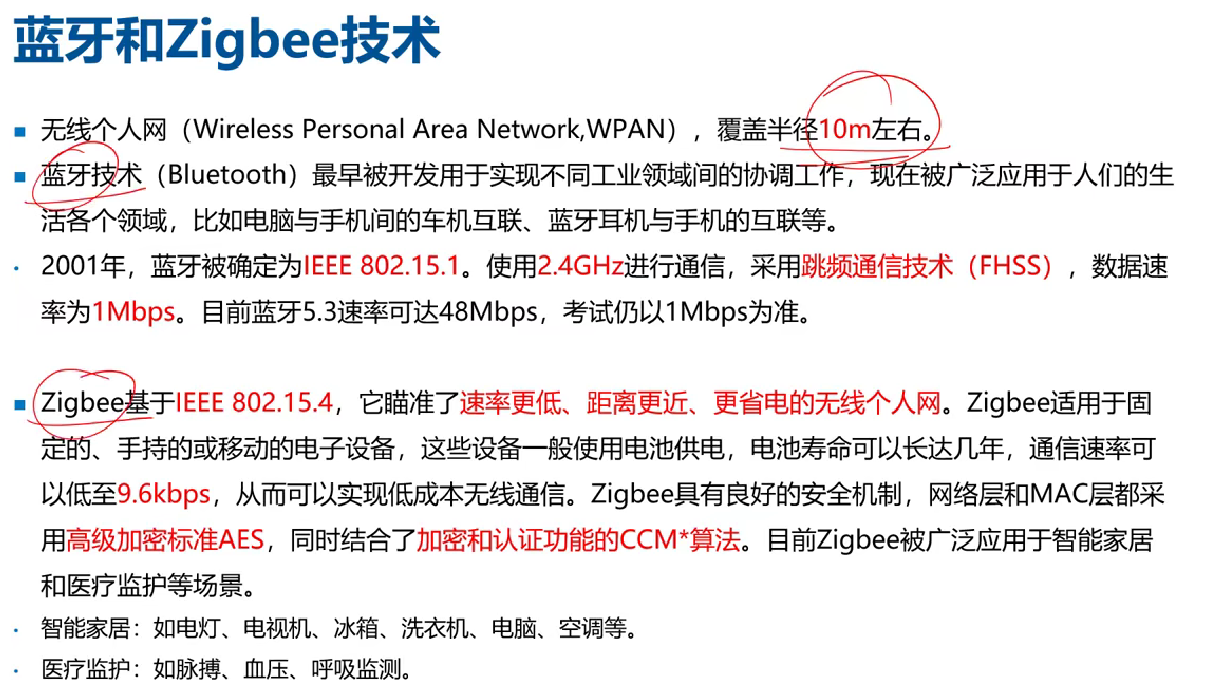 蓝牙和Zigbee技术
■ 无线个人网（Wireless Personal Area Network,WPAN），覆盖半径10m左右。
■ 蓝牙技术（Bluetooth）最早被开发用于实现不同工业领域间的协调工作，现在被广泛应用于人们的生
活各个领域，比如电脑与手机间的车机互联、蓝牙耳机与手机的互联等。
· 2001年，蓝牙被确定为IEEE 802.15.1。使用2.4GHz进行通信，采用跳频通信技术（FHSS），数据速
率为1Mbps。目前蓝牙5.3速率可达48Mbps，考试仍以1Mbps为准。
■ Zigbee基于IEEE 802.15.4，它瞄准了速率更低、距离更近、更省电的无线个人网。Zigbee适用于固
定的、手持的或移动的电子设备，这些设备一般使用电池供电，电池寿命可以长达几年，通信速率可
以低至9.6kbps，从而可以实现低成本无线通信。Zigbee具有良好的安全机制，网络层和MAC层都采
用高级加密标准AES，同时结合了加密和认证功能的CCM*算法。目前Zigbee被广泛应用于智能家居
和医疗监护等场景。
· 智能家居：如电灯、电视机、冰箱、洗衣机、电脑、空调等。
· 医疗监护：如脉搏、血压、呼吸监测。